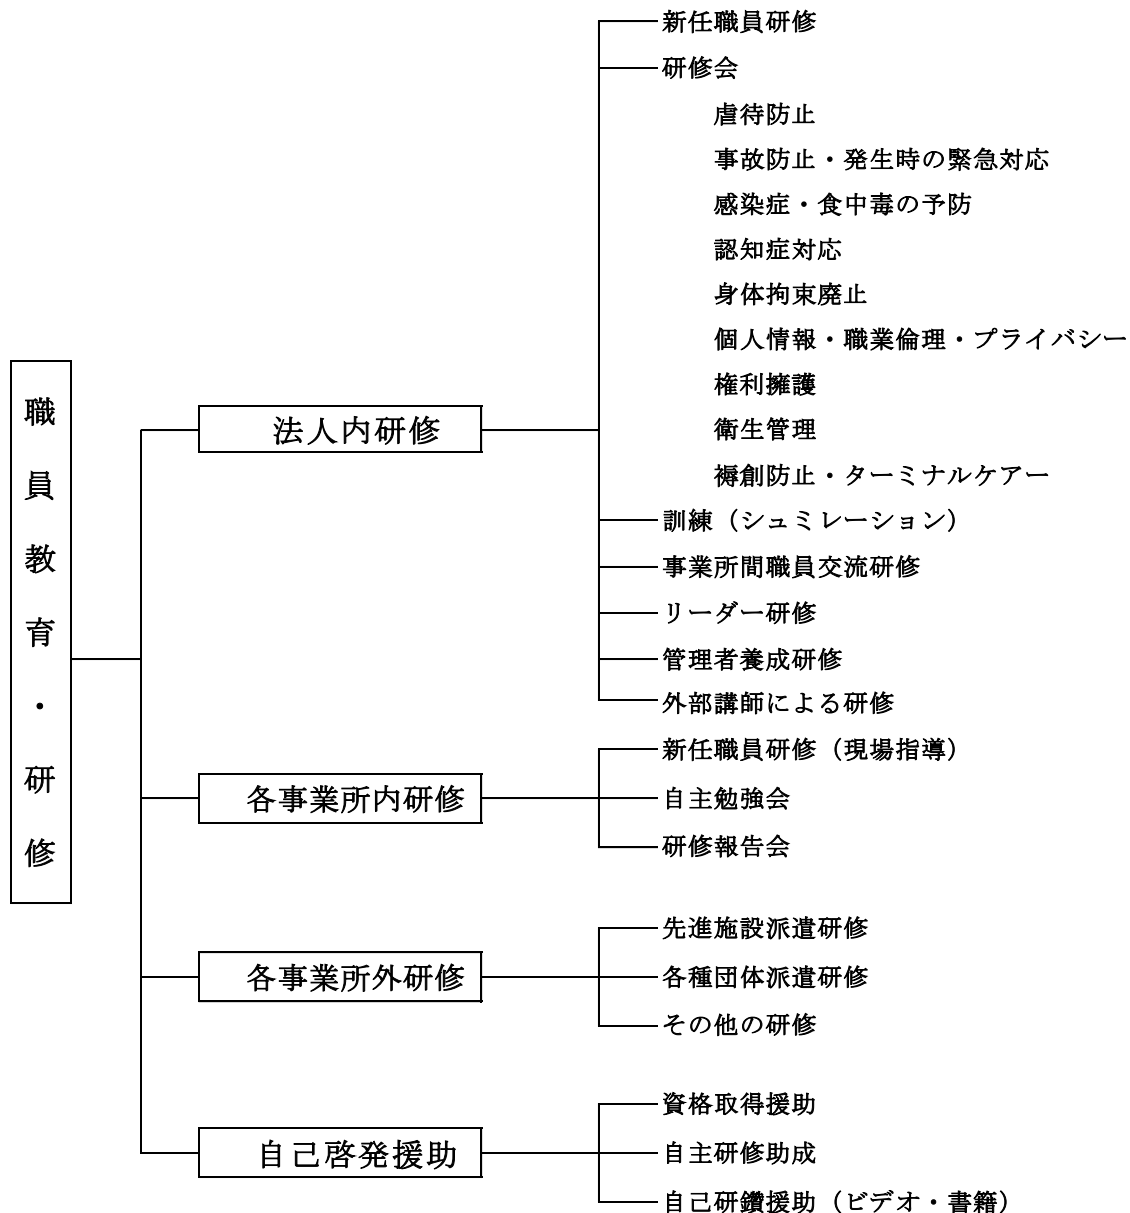 職員教育・研修
法人内研修
新任職員研修
研修会
虐待防止
事故防止・発生時の緊急対応
感染症・食中毒の予防
認知症対応
身体拘束廃止
個人情報・職業倫理・プライバシー
権利擁護
衛生管理
褥創防止・ターミナルケアー
訓練（シュミレーション）
事業所間職員交流研修
リーダー研修
管理者養成研修
外部講師による研修
各事業所内研修
新任職員研修（現場指導）
自主勉強会
研修報告会
各事業所外研修
先進施設派遣研修
各種団体派遣研修
その他の研修
自己啓発援助
資格取得援助
自主研修助成
自己研鑽援助（ビデオ・書籍）